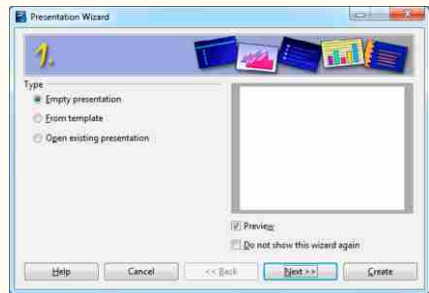 Presentation Wizard
1.
Type
Empty presentation
From template
Open existing presentation
Preview
Do not show this wizard again
Help Cancel << Back Next >> Create